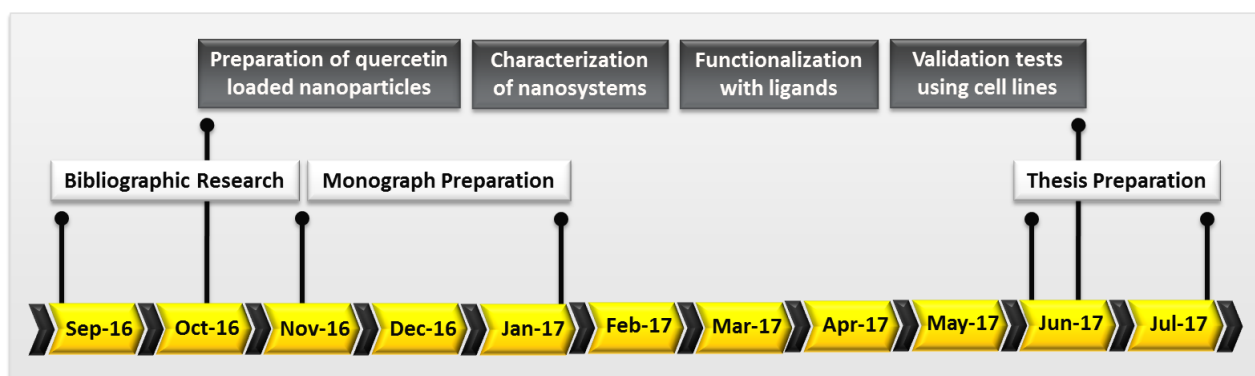 Preparation of quercetin
loaded nanoparticles
Characterization
of nanosystems
Functionalization
with ligands
Validation tests
using cell lines
Bibliographic Research
Monograph Preparation
Thesis Preparation
Sep-16
Oct-16
Nov-16
Dec-16
Jan-17
Feb-17
Mar-17
Apr-17
May-17
Jun-17
Jul-17